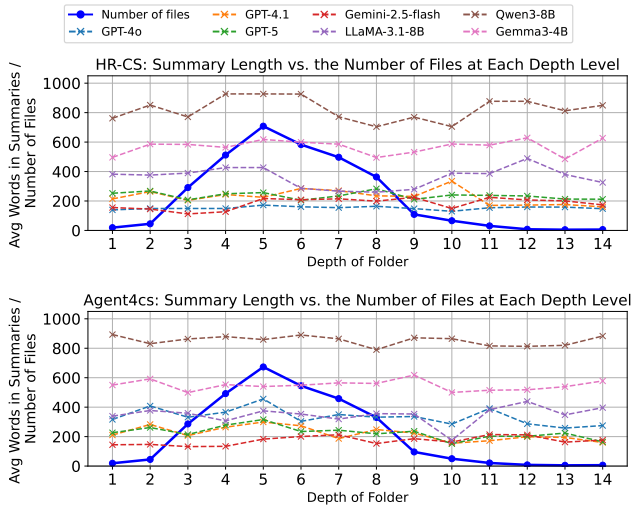 Number of files GPT-4.1 Gemini-2.5-flash Qwen3-8B
GPT-4o GPT-5 LLaMA-3.1-8B Gemma3-4B
HR-CS: Summary Length vs. the Number of Files at Each Depth Level
Avg Words in Summaries /
Number of Files
1000
800
600
400
200
0
1 2 3 4 5 6 7 8 9 10 11 12 13 14
Depth of Folder
Agent4cs: Summary Length vs. the Number of Files at Each Depth Level
Avg Words in Summaries /
Number of Files
1000
800
600
400
200
0
1 2 3 4 5 6 7 8 9 10 11 12 13 14
Depth of Folder